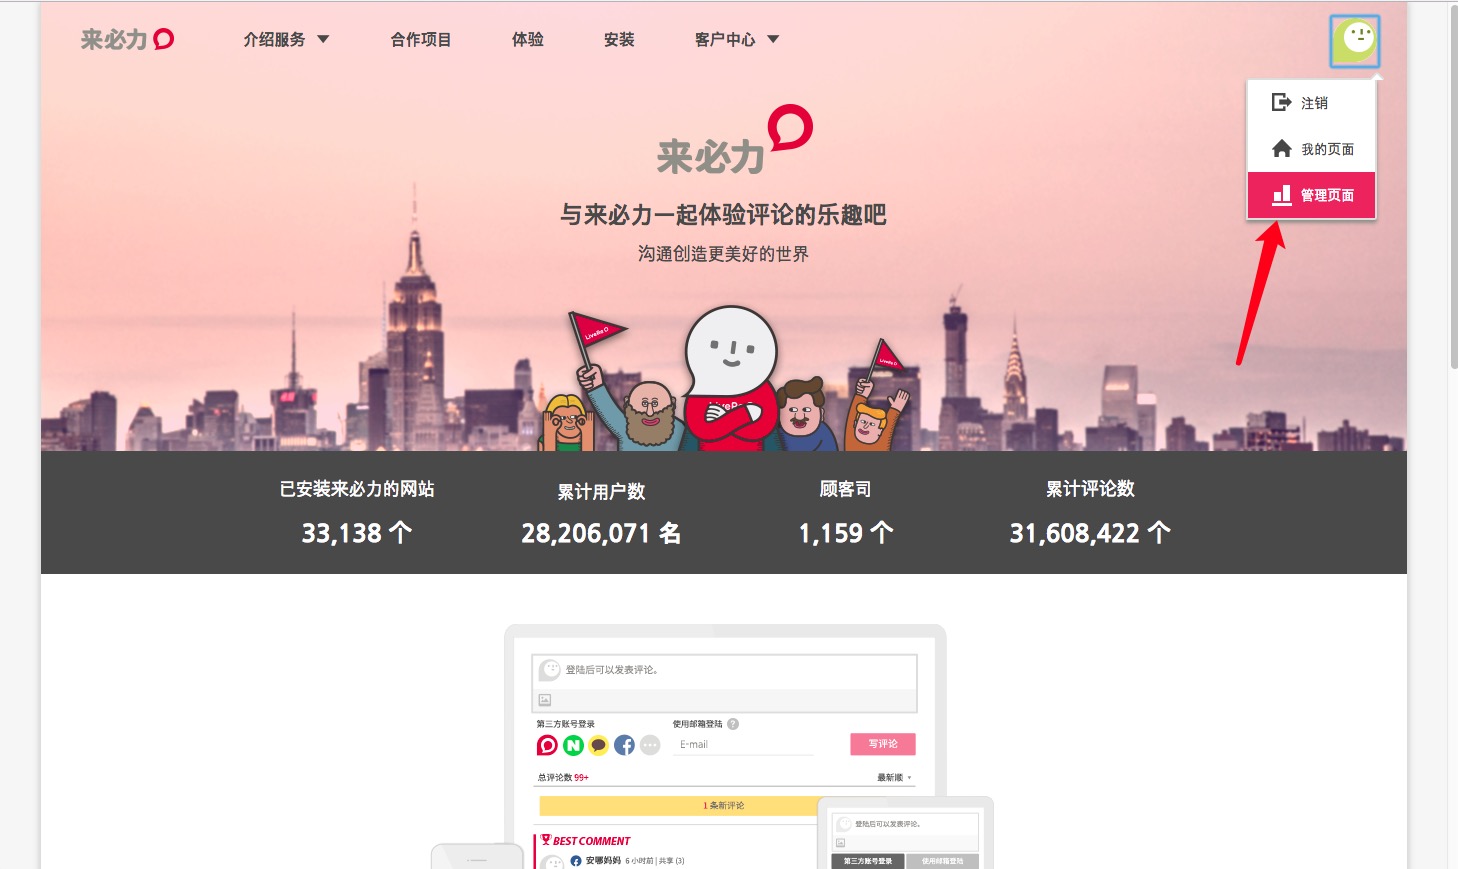 来必力
介绍服务
合作项目
体验
安装
客户中心
注销
我的页面
管理页面
来必力
与来必力一起体验评论的乐趣吧
沟通创造更美好的世界
LiveRe
LiveRe
已安装来必力的网站
累计用户数
顾客司
累计评论数
33,138 个
28,206,071 名
1,159 个
31,608,422 个
登陆后可以发表评论。
第三方账号登录
使用邮箱登陆 ?
N
E-mail
写评论
总评论数 99+
最新顺
1 条新评论
BEST COMMENT
安哪妈妈 6 小时前 | 共享 (3)
登陆后可以发表评论。
第三方账号登录
使用邮箱登陆